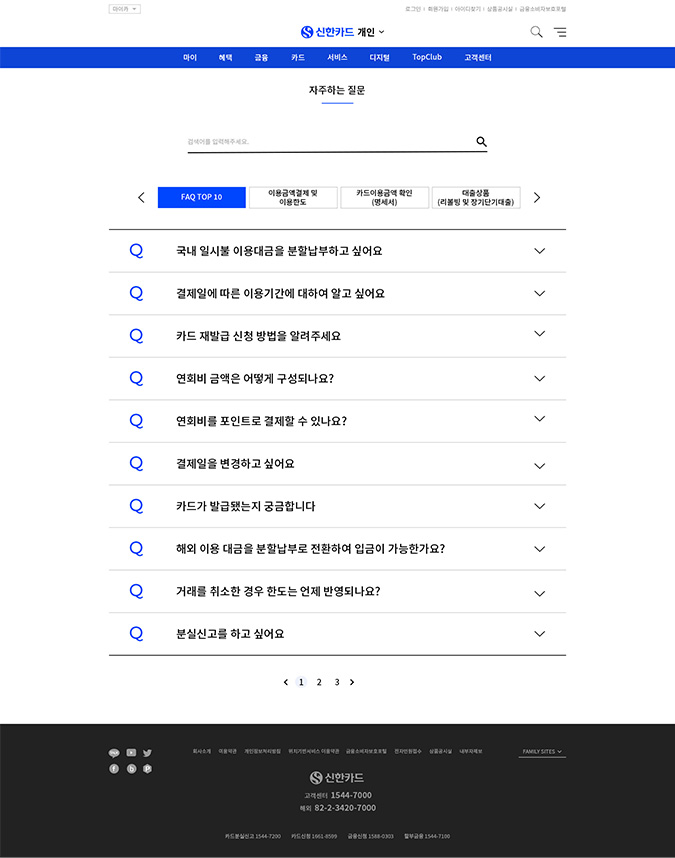 마이카
로그인 | 회원가입 | 아이디찾기 | 상품공시실 | 금융소비자보호포털
신한카드 개인
마이 혜택 금융 카드 서비스 디지털 TopClub 고객센터
자주하는 질문
검색어를 입력해주세요.
FAQ TOP 10
이용금액결제 및
이용한도
카드이용금액 확인
(명세서)
대출상품
(리볼빙 및 장기단기대출)
Q 국내 일시불 이용대금을 분할납부하고 싶어요
Q 결제일에 따른 이용기간에 대하여 알고 싶어요
Q 카드 재발급 신청 방법을 알려주세요
Q 연회비 금액은 어떻게 구성되나요?
Q 연회비를 포인트로 결제할 수 있나요?
Q 결제일을 변경하고 싶어요
Q 카드가 발급됐는지 궁금합니다
Q 해외 이용 대금을 분할납부로 전환하여 입금이 가능한가요?
Q 거래를 취소한 경우 한도는 언제 반영되나요?
Q 분실신고를 하고 싶어요
1 2 3
회사소개 이용약관 개인정보처리방침 위치기반서비스 이용약관 금융소비자보호포털 전자민원접수 상품공시실 내부자제보
FAMILY SITES
신한카드
고객센터 1544-7000
해외 82-2-3420-7000
카드분실신고 1544-7200 카드신청 1661-8599 금융신청 1588-0303 할부금융 1544-7100